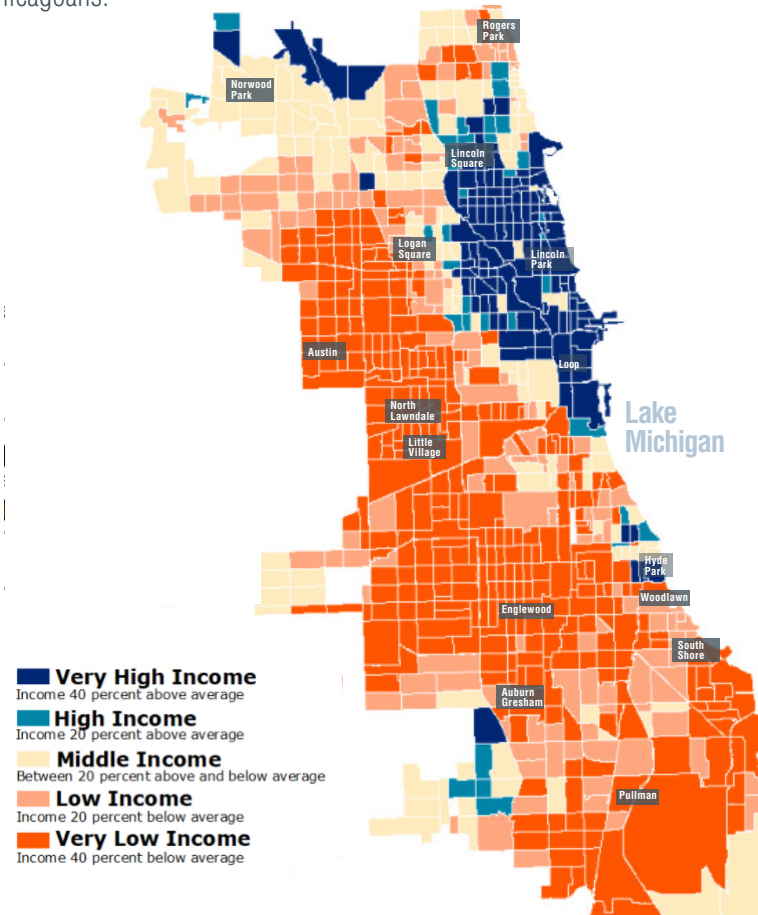 Rogers
Park
Norwood
Park
Lincoln
Square
Logan
Square
Lincoln
Park
Austin
Loop
North
Lawndale
Lake
Michigan
Little
Village
Hyde
Park
Woodlawn
Englewood
South
Shore
Auburn
Gresham
Pullman
Very High Income
Income 40 percent above average
High Income
Income 20 percent above average
Middle Income
Between 20 percent above and below average
Low Income
Income 20 percent below average
Very Low Income
Income 40 percent below average